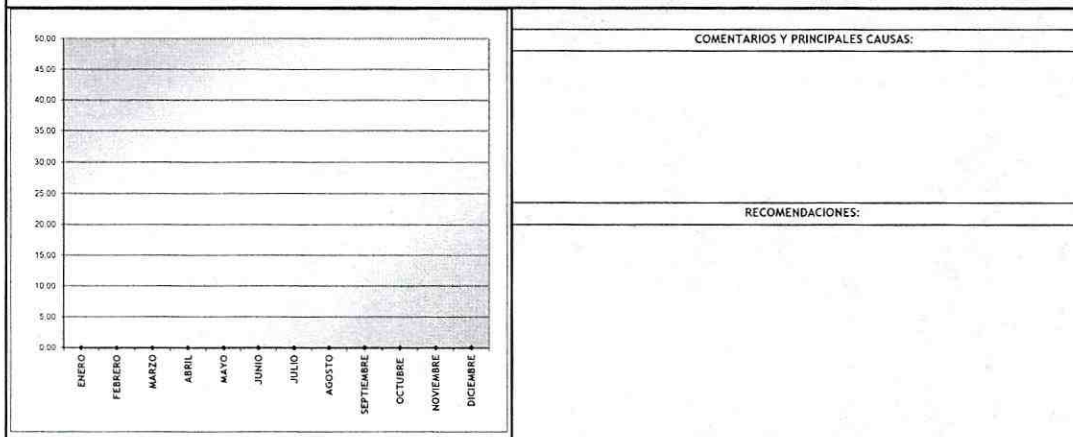 50.00
45.00
40.00
35.00
30.00
25.00
20.00
15.00
10.00
5.00
0.00
ENERO
FEBRERO
MARZO
ABRIL
MAYO
JUNIO
JULIO
AGOSTO
SEPTIEMBRE
OCTUBRE
NOVIEMBRE
DICIEMBRE
COMENTARIOS Y PRINCIPALES CAUSAS:
RECOMENDACIONES: